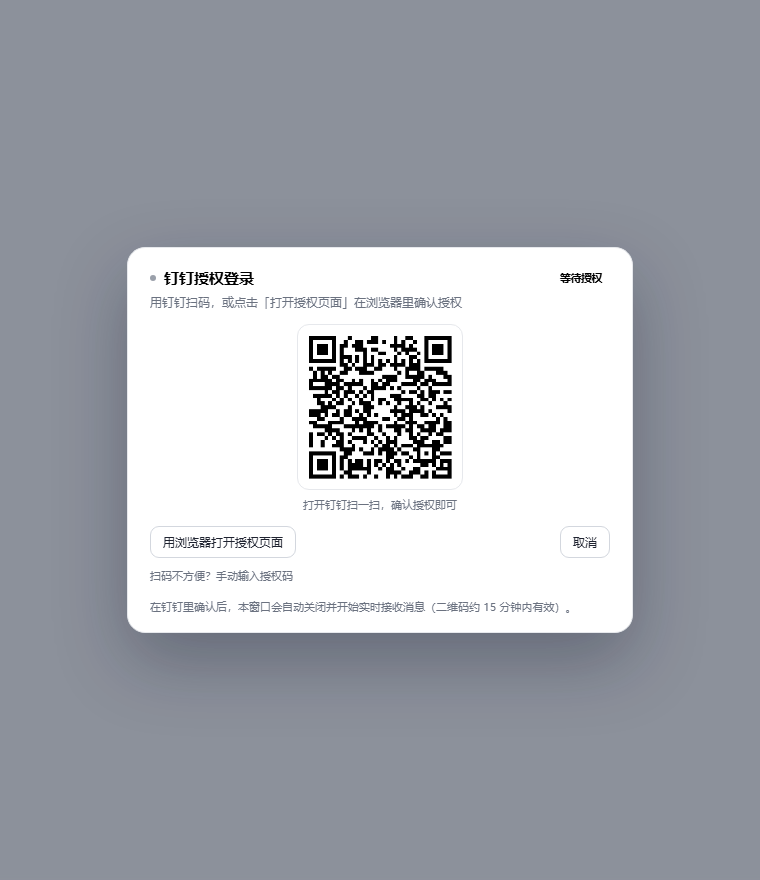 钉钉授权登录
等待授权
用钉钉扫码，或点击「打开授权页面」在浏览器里确认授权
打开钉钉扫一扫，确认授权即可
用浏览器打开授权页面
取消
扫码不方便？手动输入授权码
在钉钉里确认后，本窗口会自动关闭并开始实时接收消息（二维码约 15 分钟内有效）。